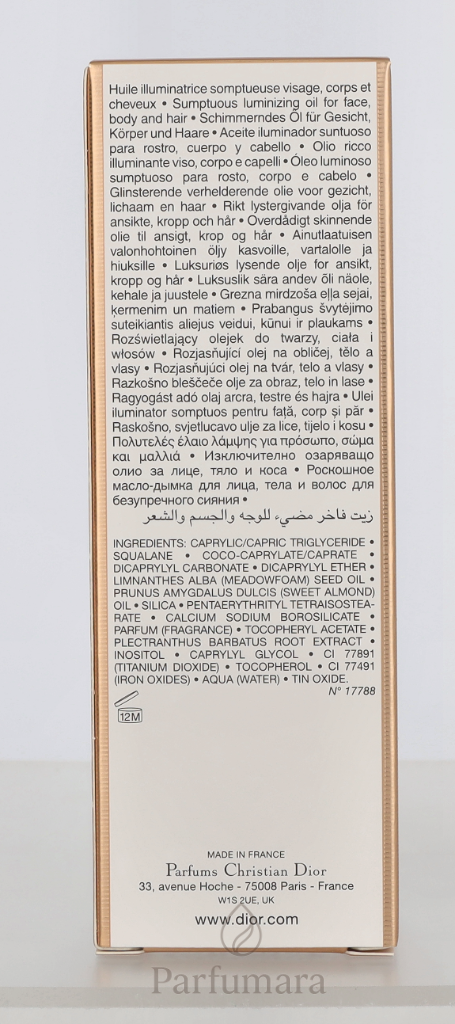 Huile illuminatrice somptueuse visage, corps et
cheveux • Sumptuous luminizing oil for face,
body and hair • Schimmerndes Öl für Gesicht,
Körper und Haare • Aceite iluminador suntuoso
para rostro, cuerpo y cabello • Olio ricco
illuminante viso, corpo e capelli • Óleo luminoso
sumptuoso para rosto, corpo e cabelo •
Glinsterende verhelderende olie voor gezicht,
lichaam en haar • Rikt lystergivande olja för
ansikte, kropp och hår • Overdådigt skinnende
olie til ansigt, krop og hår • Ainutlaatuisen
valonhohtoinen öljy kasvoille, vartalolle ja
hiuksille • Luksuriøs lysende olje for ansikt,
kropp og hår • Luksuslik sära andev õli näole,
kehale ja juustele • Grezna mirdzoša eļļa sejai,
ķermenim un matiem • Prabangus švytėjimo
suteikiantis aliejus veidui, kūnui ir plaukams •
Rozświetlający olejek do twarzy, ciała i
włosów • Rozjasňující olej na obličej, tělo a
vlasy • Rozjasňujúci olej na tvár, telo a vlasy •
Razkošno bleščeče olje za obraz, telo in lase •
Ragyogást adó olaj arcra, testre és hajra • Ulei
iluminator somptuos pentru față, corp și păr •
Raskošno, svjetlucavo ulje za lice, tijelo i kosu •
Πολυτελές έλαιο λάμψης για πρόσωπο, σώμα
και μαλλιά • Изключително озаряващо
олио за лице, тяло и коса • Роскошное
масло-дымка для лица, тела и волос для
безупречного сияния •
زيت فاخر مضيء للوجه والجسم والشعر
INGREDIENTS: CAPRYLIC/CAPRIC TRIGLYCERIDE •
SQUALANE • COCO-CAPRYLATE/CAPRATE •
DICAPRYLYL CARBONATE • DICAPRYLYL ETHER •
LIMNANTHES ALBA (MEADOWFOAM) SEED OIL •
PRUNUS AMYGDALUS DULCIS (SWEET ALMOND)
OIL • SILICA • PENTAERYTHRITYL TETRAISOSTEA-
RATE • CALCIUM SODIUM BOROSILICATE •
PARFUM (FRAGRANCE) • TOCOPHERYL ACETATE •
PLECTRANTHUS BARBATUS ROOT EXTRACT •
INOSITOL • CAPRYLYL GLYCOL • CI 77891
(TITANIUM DIOXIDE) • TOCOPHEROL • CI 77491
(IRON OXIDES) • AQUA (WATER) • TIN OXIDE.
N° 17788
12M
MADE IN FRANCE
Parfums Christian Dior
33, avenue Hoche - 75008 Paris - France
W1S 2UE, UK
www.dior.com
Parfumara